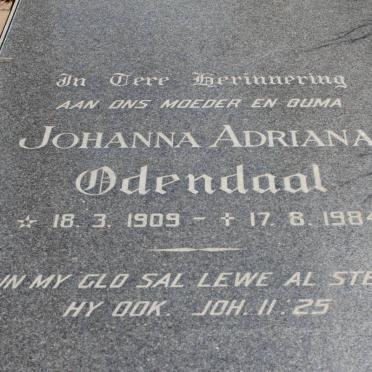 In Tere Herinnering
AAN ONS MOEDER EN OUMA
JOHANNA ADRIANA
Odendaal
☆ 18. 3. 1909 - ✝ 17. 8. 1984
IN MY GLO SAL LEWE AL STE
HY OOK. JOH. 11:25